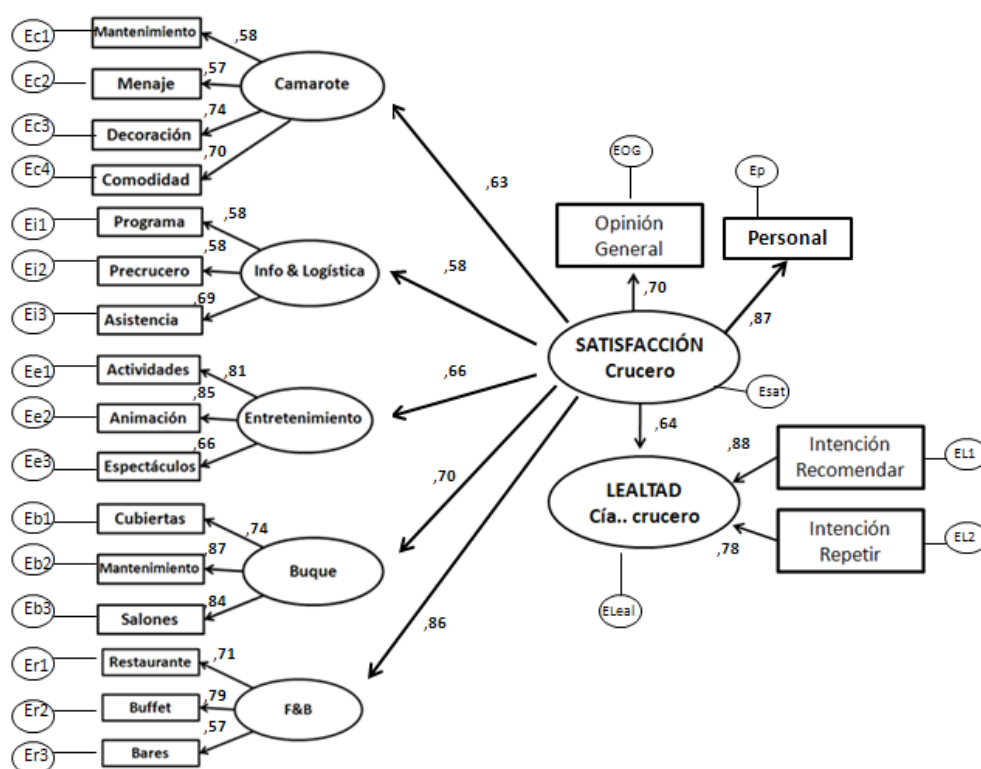 Ec1
Mantenimiento
,58
Ec2
Menaje
,57
Camarote
Ec3
Decoración
,74
Ec4
Comodidad
,70
,63
Ei1
Programa
,58
Ei2
Precrucero
,58
Info & Logística
Ei3
Asistencia
,69
,58
Ee1
Actividades
,81
Ee2
Animación
,85
Entretenimiento
Ee3
Espectáculos
,66
,66
Eb1
Cubiertas
,74
Eb2
Mantenimiento
,87
Buque
Eb3
Salones
,84
,70
Er1
Restaurante
,71
Er2
Buffet
,79
F&B
Er3
Bares
,57
,86
EOG
Opinión
General
,70
Ep
Personal
,87
SATISFACCIÓN
Crucero
Esat
,64
LEALTAD
Cía.. crucero
ELeal
,88
Intención
Recomendar
EL1
,78
Intención
Repetir
EL2